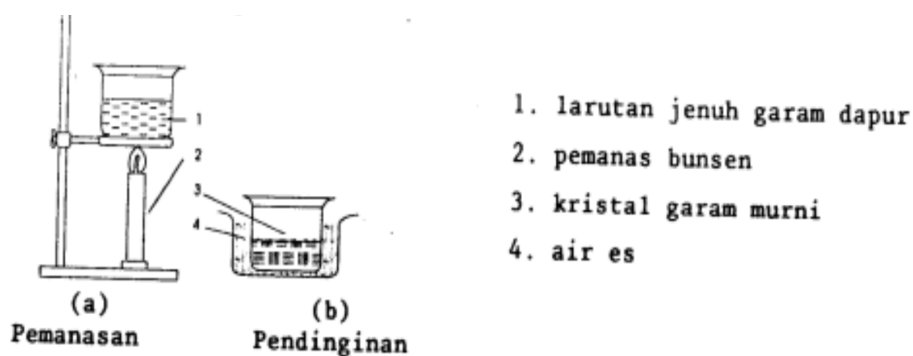 1
2
3
4
(a)
Pemanasan
(b)
Pendinginan
1. larutan jenuh garam dapur
2. pemanas bunsen
3. kristal garam murni
4. air es